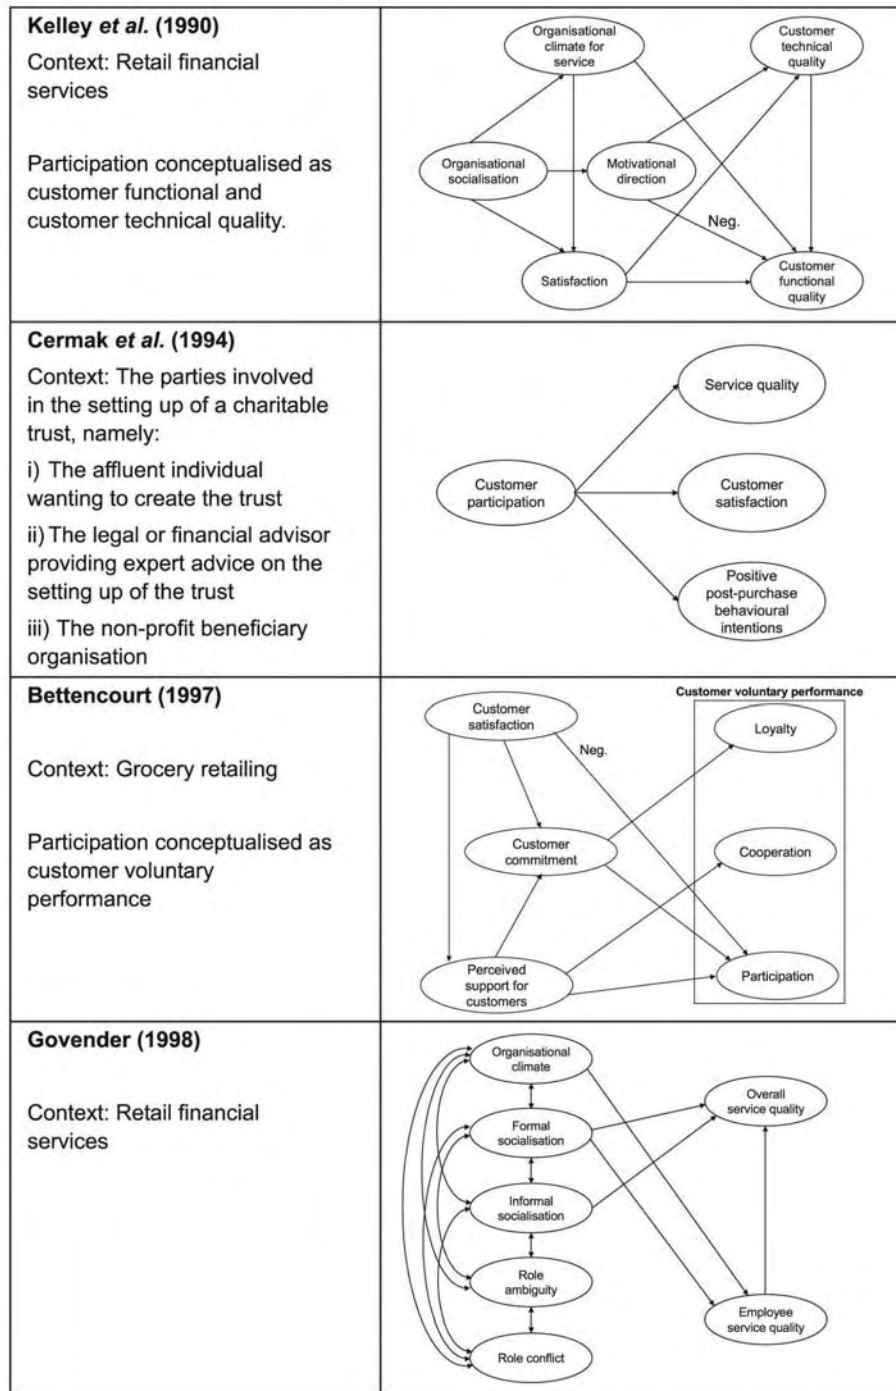 Kelley et al. (1990)
Context: Retail financial
services
Participation conceptualised as
customer functional and
customer technical quality.
Organisational
climate for
service
Customer
technical
quality
Organisational
socialisation
Motivational
direction
Neg.
Satisfaction
Customer
functional
quality
Cermak et al. (1994)
Context: The parties involved
in the setting up of a charitable
trust, namely:
i) The affluent individual
wanting to create the trust
ii) The legal or financial advisor
providing expert advice on the
setting up of the trust
iii) The non-profit beneficiary
organisation
Service quality
Customer
participation
Customer
satisfaction
Positive
post-purchase
behavioural
intentions
Bettencourt (1997)
Context: Grocery retailing
Participation conceptualised as
customer voluntary
performance
Customer voluntary performance
Customer
satisfaction
Loyalty
Neg.
Customer
commitment
Cooperation
Perceived
support for
customers
Participation
Govender (1998)
Context: Retail financial
services
Organisational
climate
Overall
service quality
Formal
socialisation
Informal
socialisation
Role
ambiguity
Employee
service quality
Role conflict